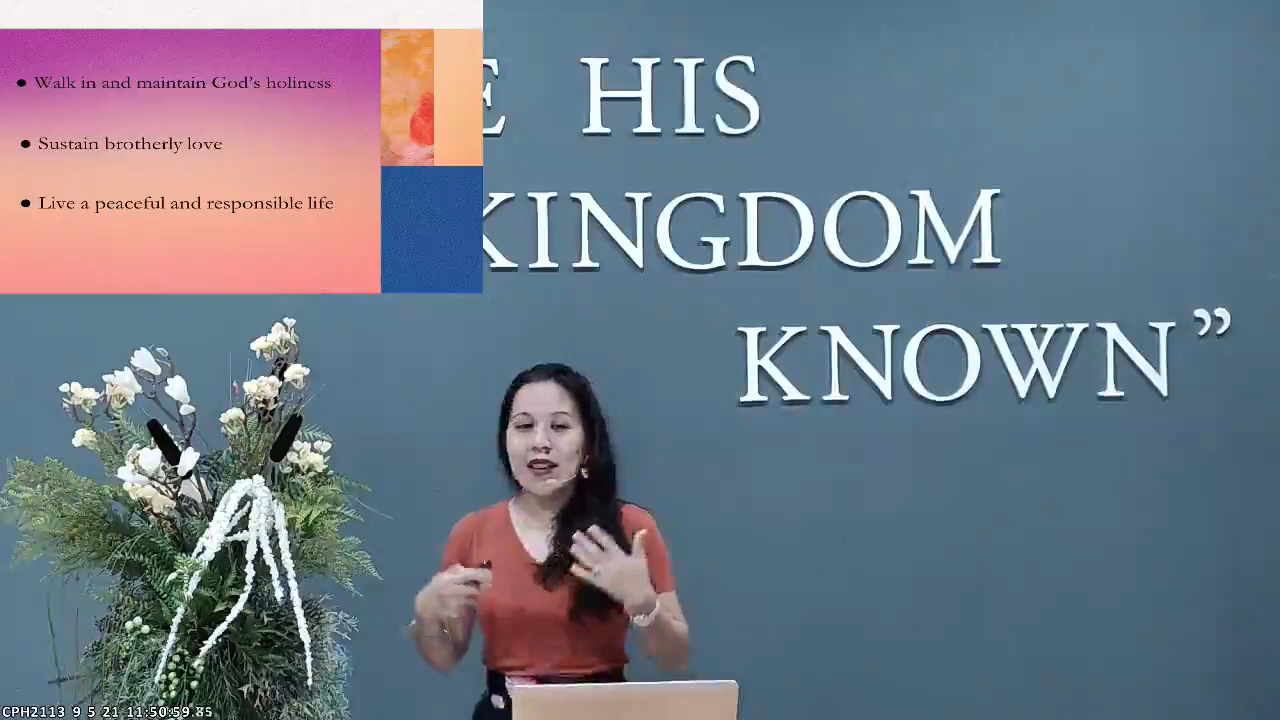 • Walk in and maintain God's holiness
• Sustain brotherly love
• Live a peaceful and responsible life
E HIS
KINGDOM
KNOWN”
CPH2113 9 5 21 11:50:59.85